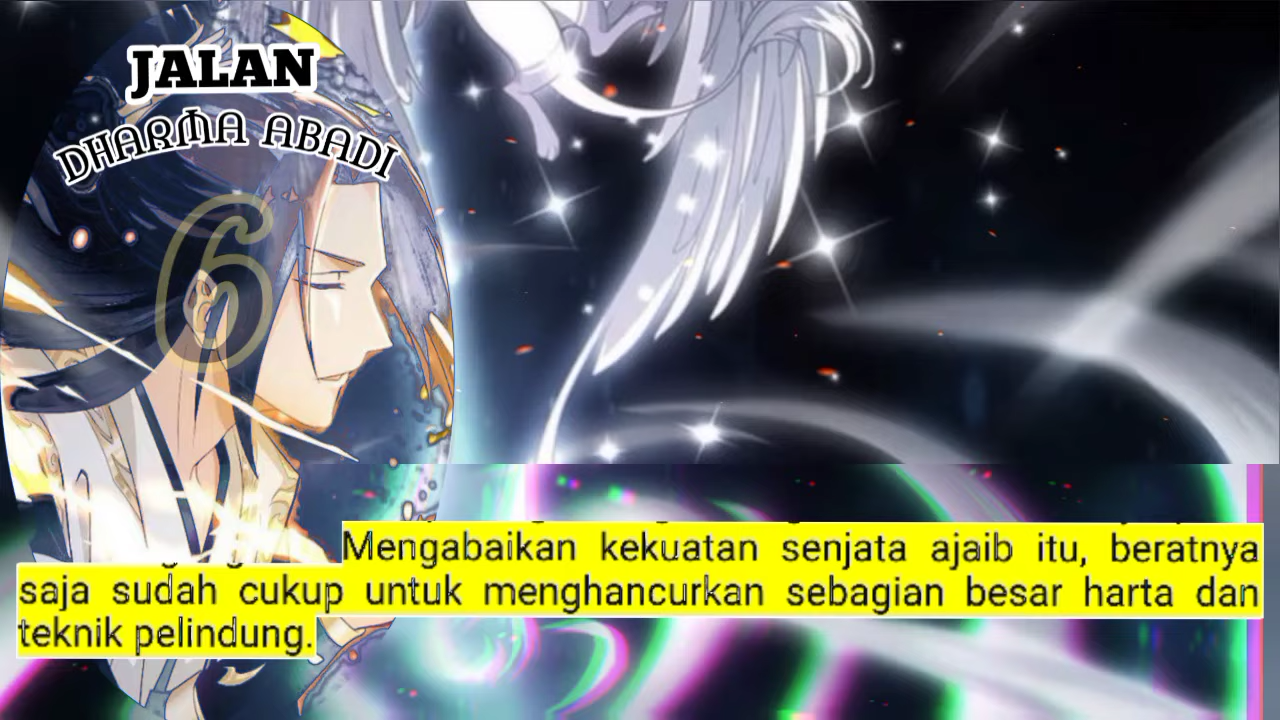 JALAN
DHARMA ABADI
6
Mengabaikan kekuatan senjata ajaib itu, beratnya
saja sudah cukup untuk menghancurkan sebagian besar harta dan
teknik pelindung.